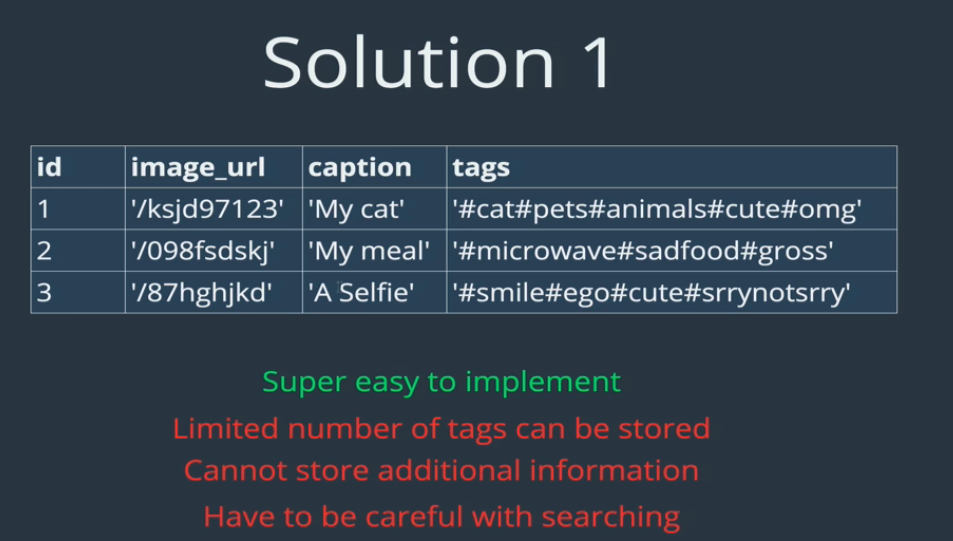 Solution 1
id image_url caption tags
1 '/ksjd97123' 'My cat' '#cat#pets#animals#cute#omg'
2 '/098fsdskj' 'My meal' '#microwave#sadfood#gross'
3 '/87hghjkd' 'A Selfie' '#smile#ego#cute#srrynotsrry'
Super easy to implement
Limited number of tags can be stored
Cannot store additional information
Have to be careful with searching